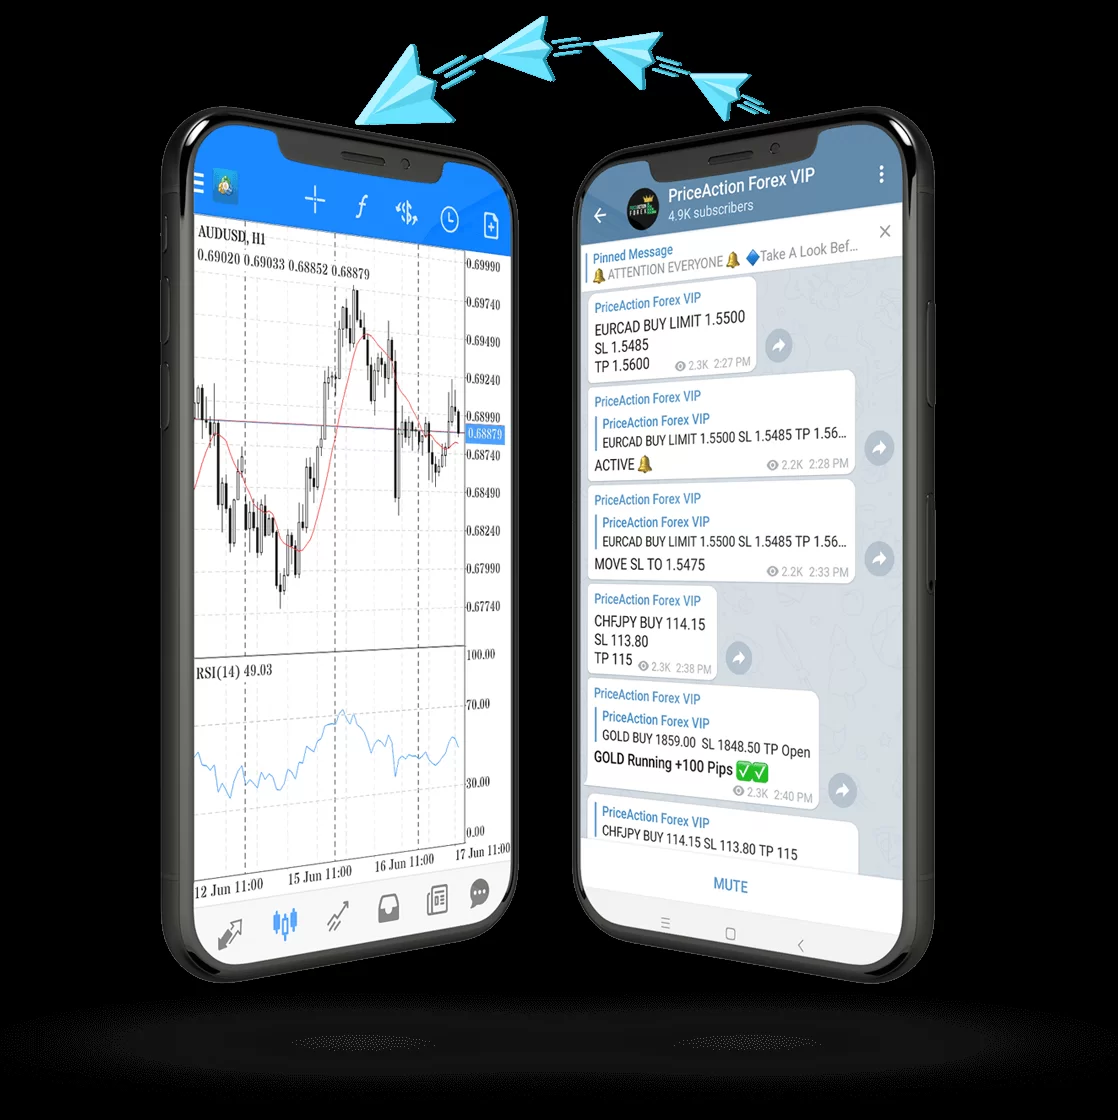 AUDUSD, H1
0.69020 0.69033 0.68852 0.68879
0.69990
0.69740
0.69490
0.69240
0.68990
0.68879
0.68740
0.68490
0.68240
0.67990
0.67740
100.00
RSI(14) 49.03
70.00
30.00
0.00
12 Jun 11:00
15 Jun 11:00
16 Jun 11:00
17 Jun 11:00
PriceAction Forex VIP
4.9K subscribers
Pinned Message
🔔ATTENTION EVERYONE🔔 🔷Take A Look Bef...
PriceAction Forex VIP
EURCAD BUY LIMIT 1.5500
SL 1.5485
TP 1.5600
2.3K 2:27 PM
PriceAction Forex VIP
PriceAction Forex VIP
EURCAD BUY LIMIT 1.5500 SL 1.5485 TP 1.56...
ACTIVE 🔔
2.2K 2:28 PM
PriceAction Forex VIP
PriceAction Forex VIP
EURCAD BUY LIMIT 1.5500 SL 1.5485 TP 1.56...
MOVE SL TO 1.5475
2.2K 2:33 PM
PriceAction Forex VIP
CHFJPY BUY 114.15
SL 113.80
TP 115
2.3K 2:38 PM
PriceAction Forex VIP
PriceAction Forex VIP
GOLD BUY 1859.00 SL 1848.50 TP Open
GOLD Running +100 Pips ✅✅
2.3K 2:40 PM
PriceAction Forex VIP
CHFJPY BUY 114.15 SL 113.80 TP 115
MUTE